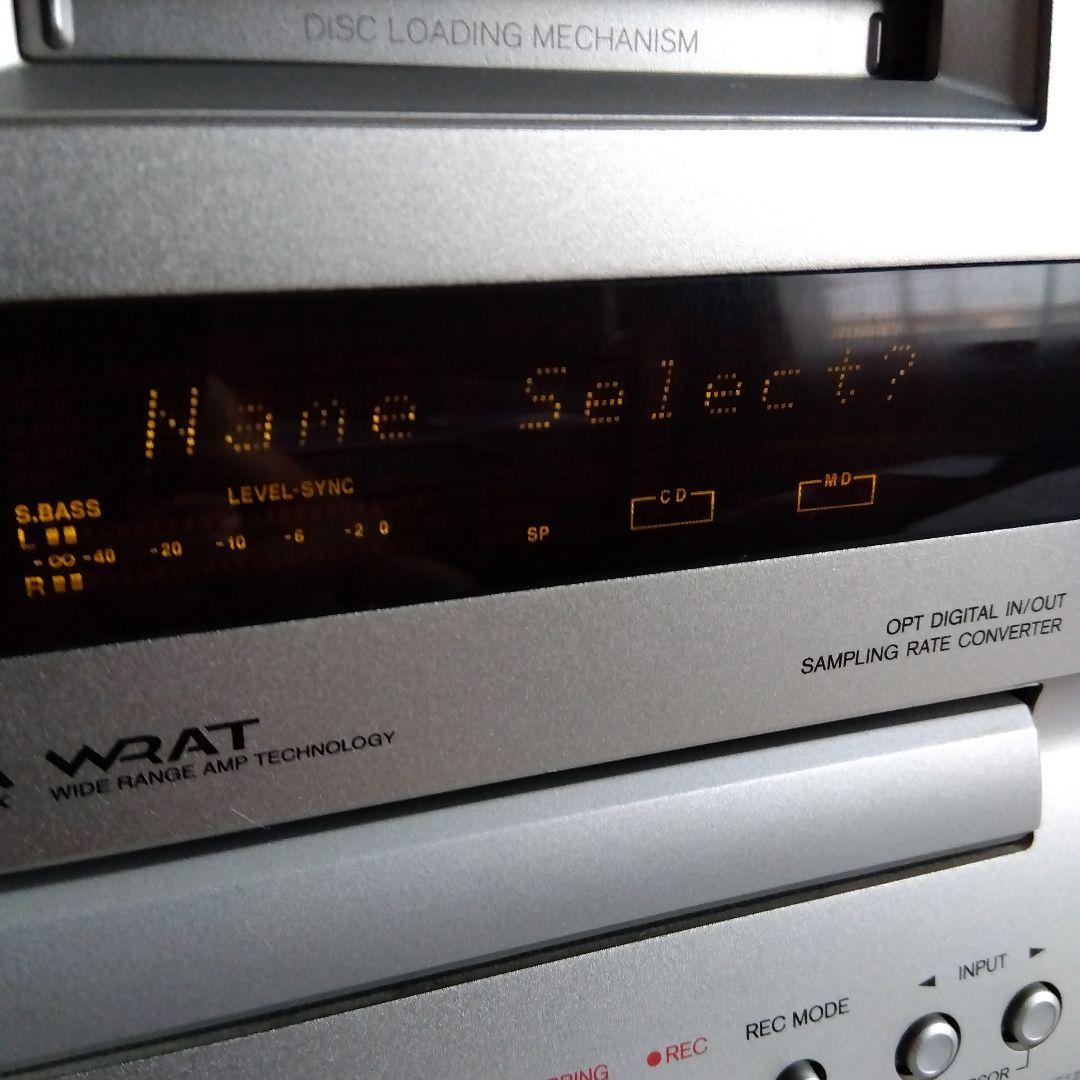 DISC LOADING MECHANISM
Name Select?
S.BASS
LEVEL-SYNC
L
-∞ -40 -20 -10 -6 -2 0
R
SP
CD
MD
OPT DIGITAL IN/OUT
SAMPLING RATE CONVERTER
WRAT
WIDE RANGE AMP TECHNOLOGY
INPUT
REC MODE
●REC